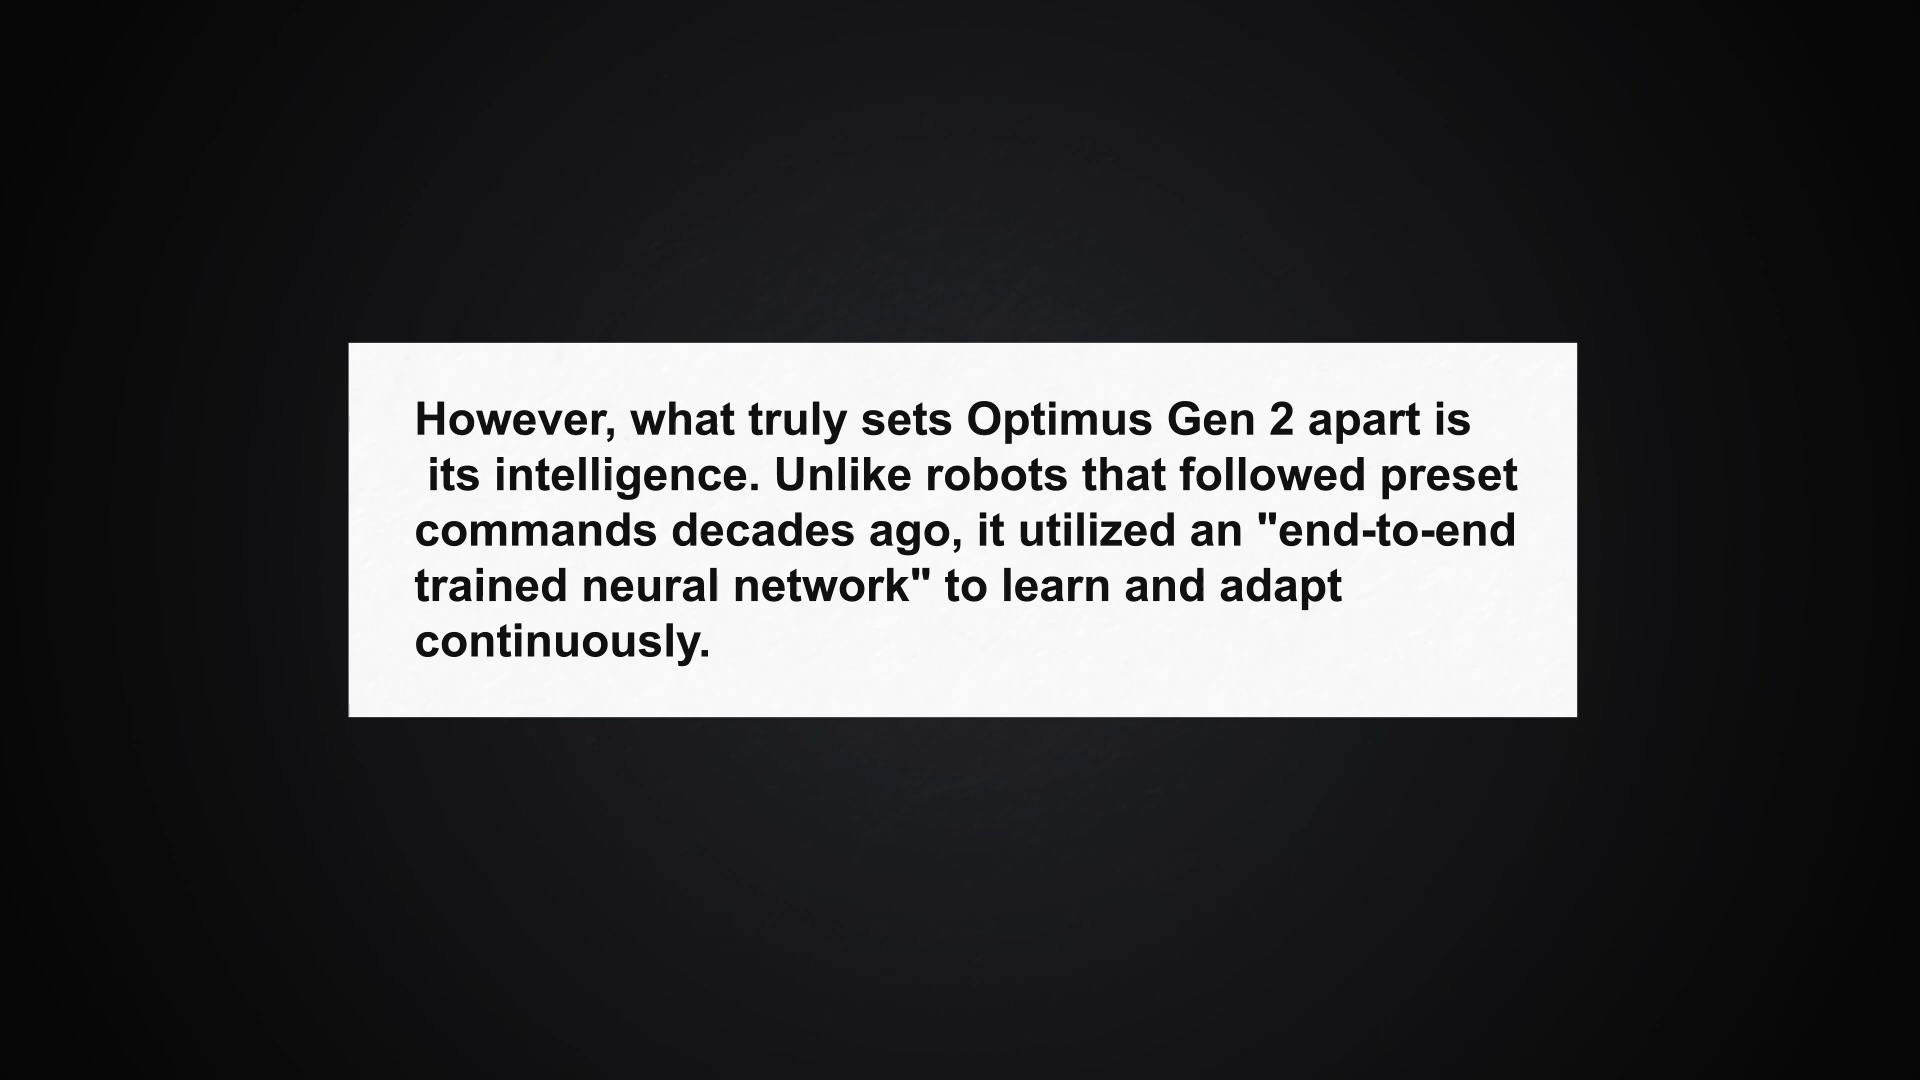 However, what truly sets Optimus Gen 2 apart is
its intelligence. Unlike robots that followed preset
commands decades ago, it utilized an "end-to-end
trained neural network" to learn and adapt
continuously.